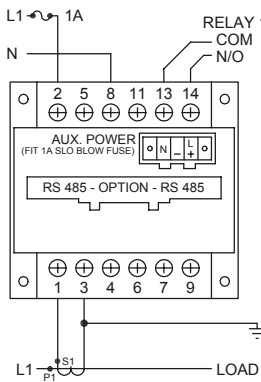 L1 1A
RELAY
COM
N/O
N
2 5 8 11 13 14
AUX. POWER
(FIT 1A SLO BLOW FUSE)
N – L +
RS 485 - OPTION - RS 485
1 3 4 6 7 9
S1
P1
L1
LOAD